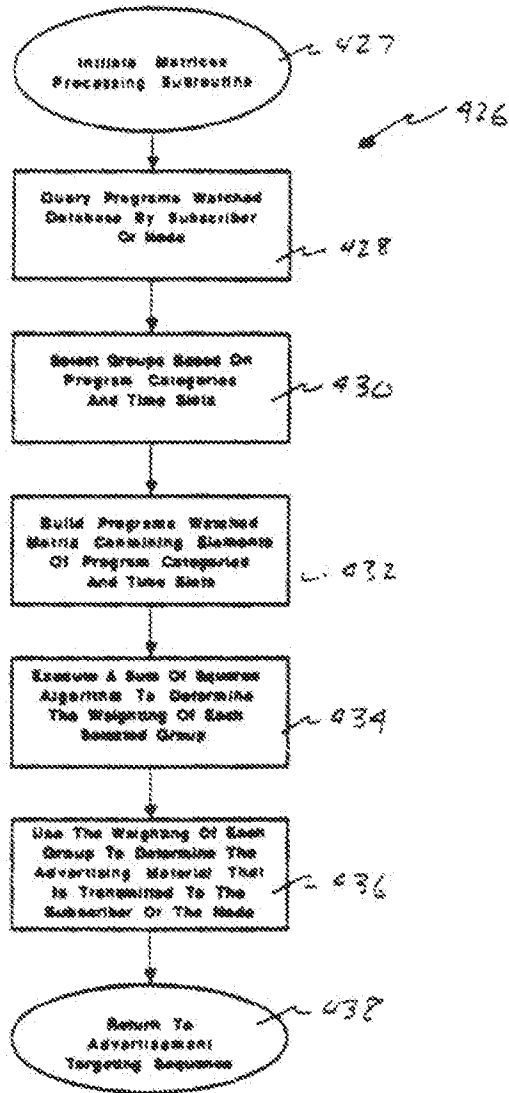 Initiate Matrices
Processing Subroutine
427
426
Query Programs Watched
Database By Subscriber
Or Node
428
Select Groups Based On
Program Categories
And Time Slots
430
Build Programs Watched
Matrix Containing Elements
Of Program Categories
And Time Slots
432
Execute A Sum Of Squares
Algorithm To Determine
The Weighting Of Each
Selected Group
434
Use The Weighting Of Each
Group To Determine The
Advertising Material That
Is Transmitted To The
Subscriber Or The Node
436
Return To
Advertisement
Targeting Sequence
438